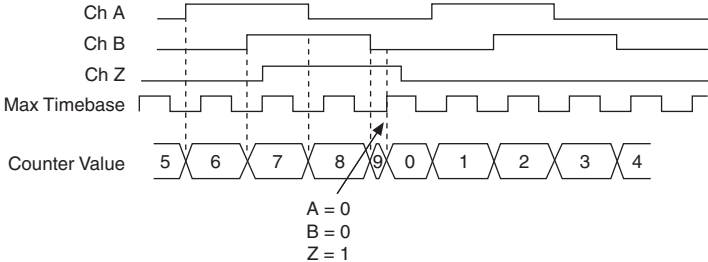 Ch A
Ch B
Ch Z
Max Timebase
Counter Value 5 6 7 8 9 0 1 2 3 4
A = 0
B = 0
Z = 1